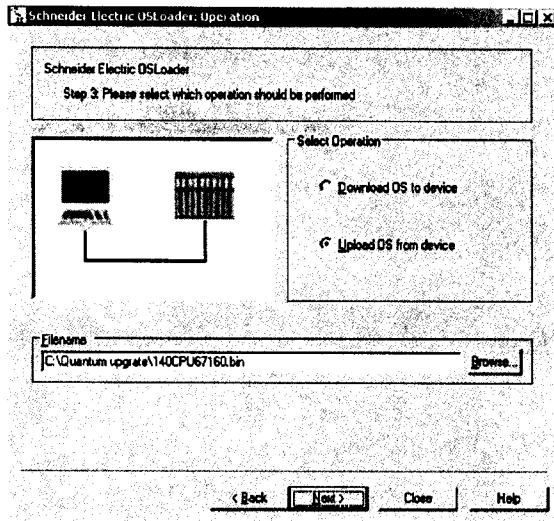 Schneider Electric OSLoader: Operation
Schneider Electric OSLoader
Step 3: Please select which operation should be performed
Select Operation
Download OS to device
Upload OS from device
Filename
C:\Quantum upgrate\140CPU67160.bin
Browse...
< Back
Next >
Close
Help